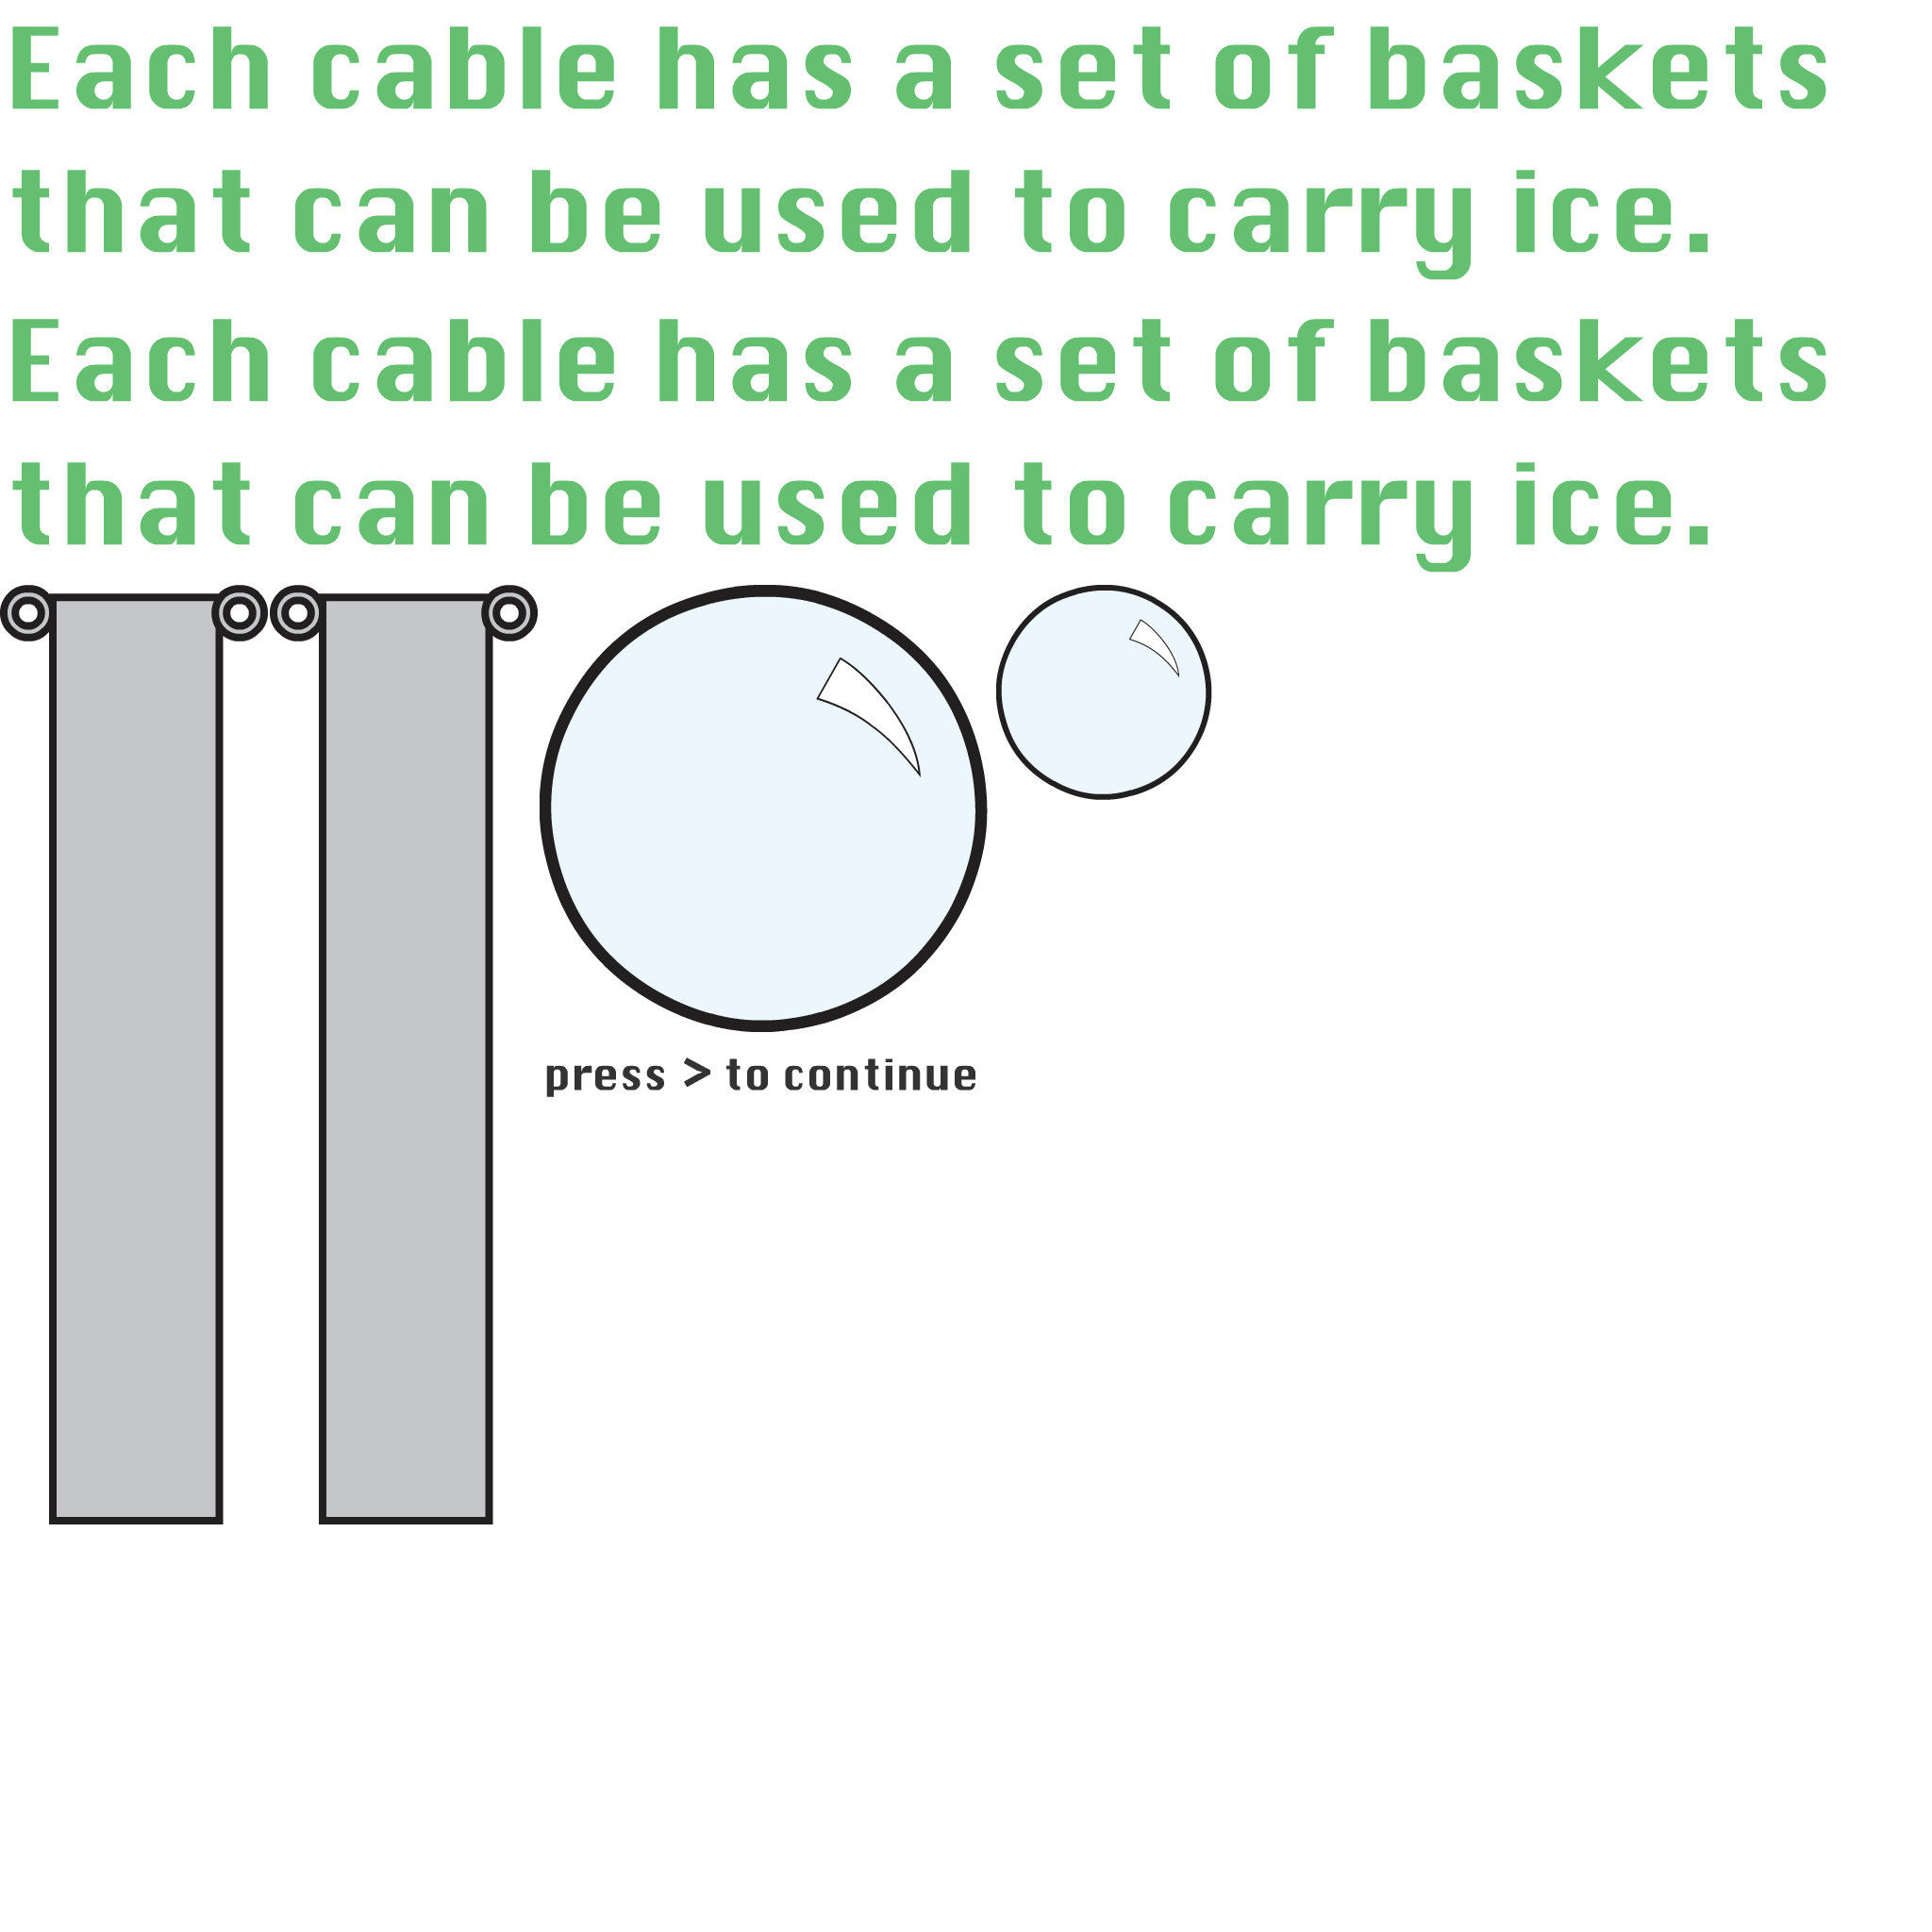 Each cable has a set of baskets
that can be used to carry ice.
Each cable has a set of baskets
that can be used to carry ice.
press > to continue